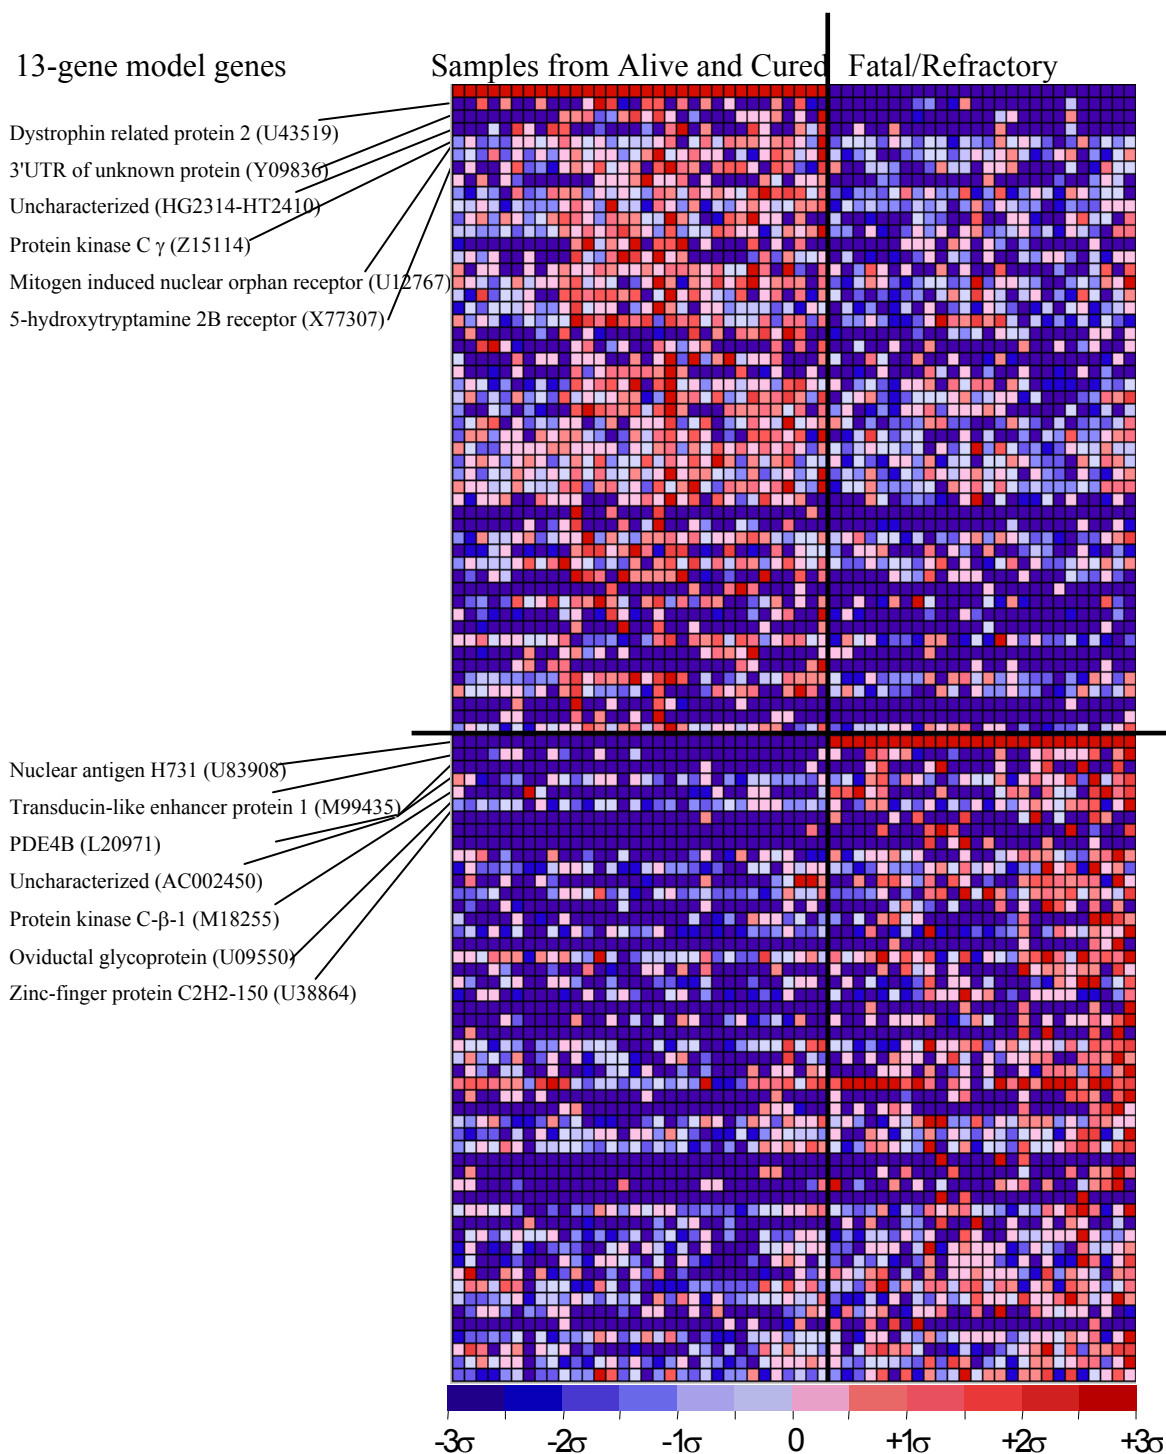 13-gene model genes
Samples from Alive and Cured
Fatal/Refractory
Dystrophin related protein 2 (U43519)
3'UTR of unknown protein (Y09836)
Uncharacterized (HG2314-HT2410)
Protein kinase C γ (Z15114)
Mitogen induced nuclear orphan receptor (U12767)
5-hydroxytryptamine 2B receptor (X77307)
Nuclear antigen H731 (U83908)
Transducin-like enhancer protein 1 (M99435)
PDE4B (L20971)
Uncharacterized (AC002450)
Protein kinase C-β-1 (M18255)
Oviductal glycoprotein (U09550)
Zinc-finger protein C2H2-150 (U38864)
-3σ -2σ -1σ 0 +1σ +2σ +3σ